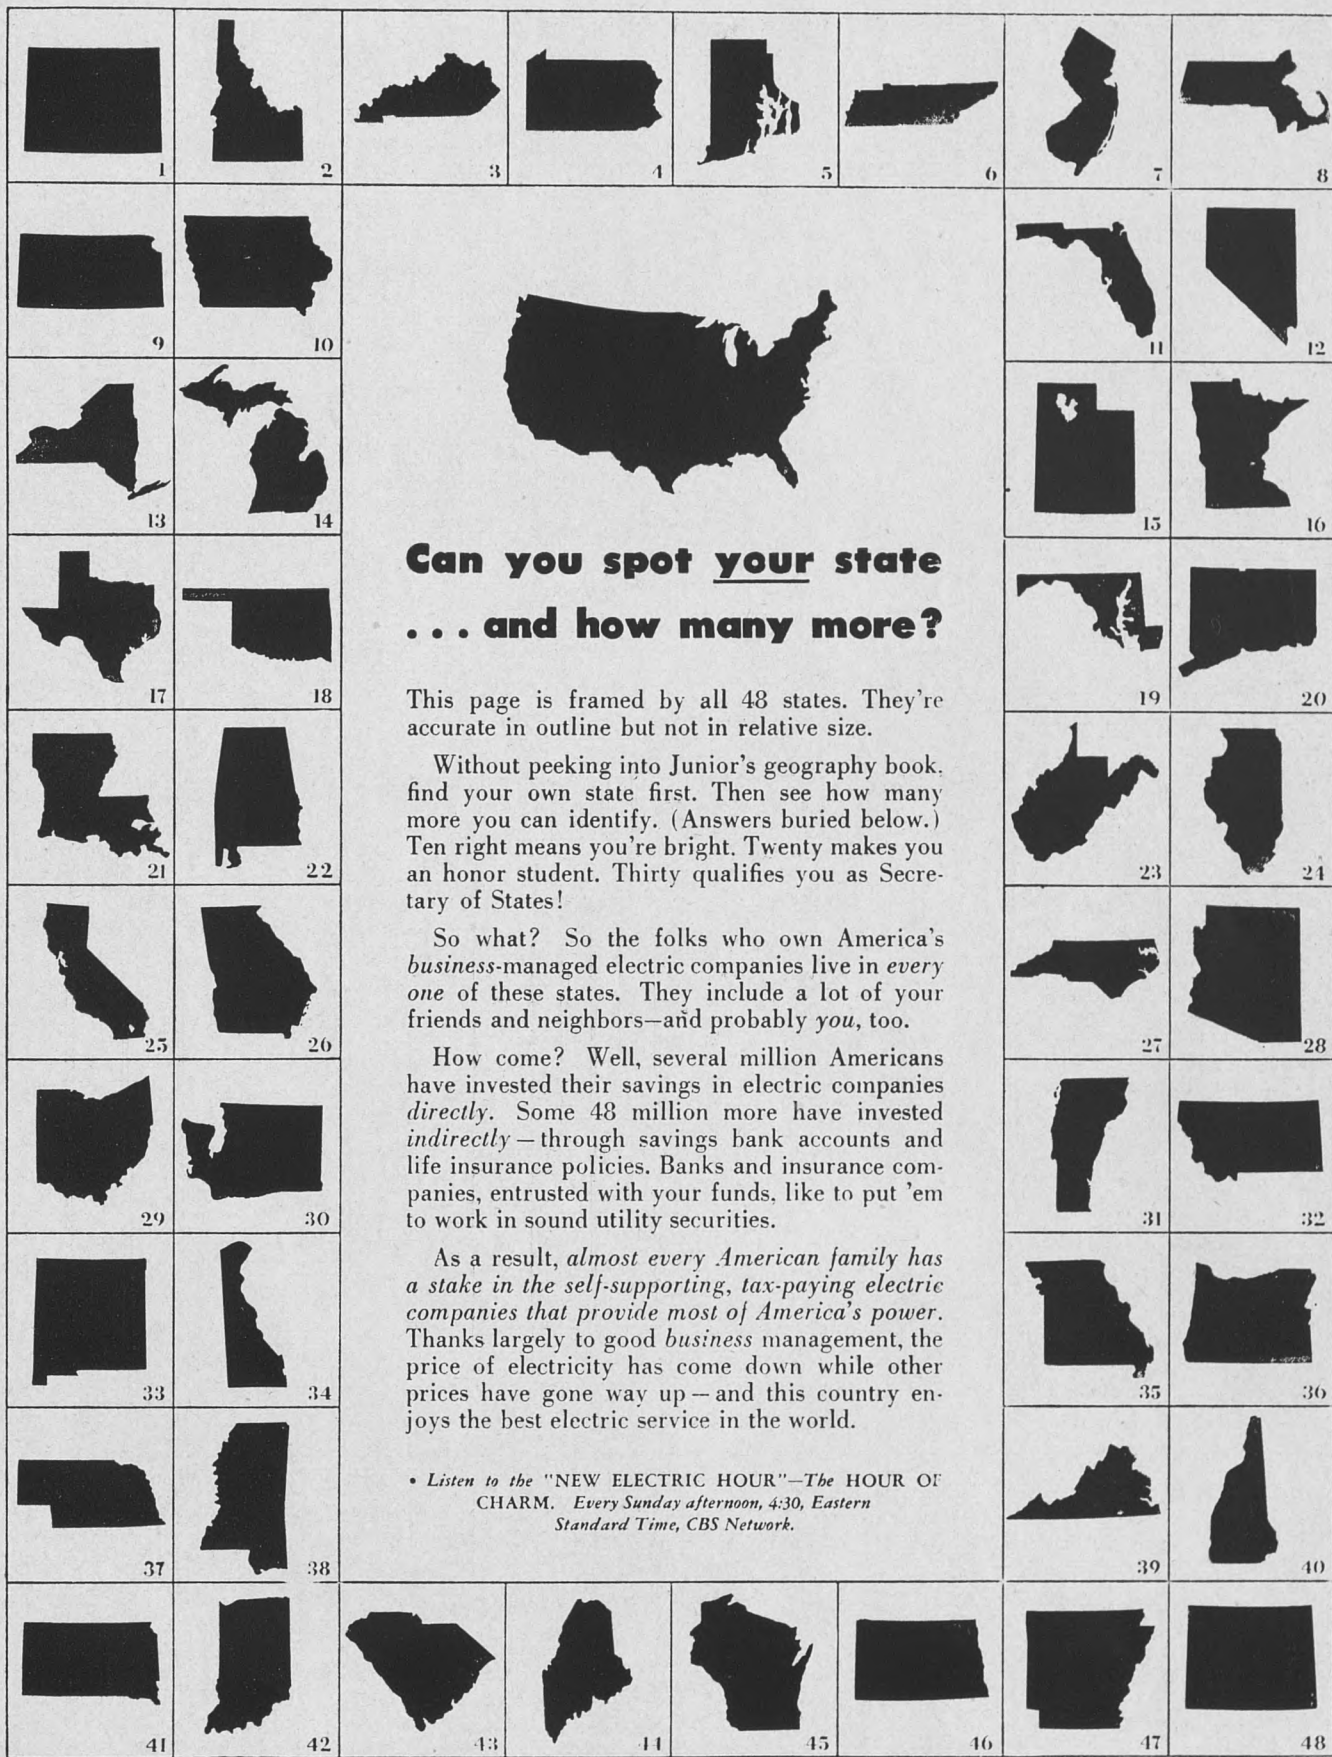 1 2 3 4 5 6 7 8
9 10 11 12
13 14 15 16
Can you spot your state
. . . and how many more?
17 18 19 20
This page is framed by all 48 states. They're
accurate in outline but not in relative size.
Without peeking into Junior's geography book,
find your own state first. Then see how many
more you can identify. (Answers buried below.)
Ten right means you're bright. Twenty makes you
an honor student. Thirty qualifies you as Secre-
tary of States!
21 22 23 24
So what? So the folks who own America's
business-managed electric companies live in every
one of these states. They include a lot of your
friends and neighbors—and probably you, too.
25 26 27 28
How come? Well, several million Americans
have invested their savings in electric companies
directly. Some 48 million more have invested
indirectly — through savings bank accounts and
life insurance policies. Banks and insurance com-
panies, entrusted with your funds, like to put 'em
to work in sound utility securities.
29 30 31 32
As a result, almost every American family has
a stake in the self-supporting, tax-paying electric
companies that provide most of America's power.
Thanks largely to good business management, the
price of electricity has come down while other
prices have gone way up — and this country en-
joys the best electric service in the world.
33 34 35 36
• Listen to the "NEW ELECTRIC HOUR"—The HOUR OF
CHARM. Every Sunday afternoon, 4:30, Eastern
Standard Time, CBS Network.
37 38 39 40
41 42 43 44 45 46 47 48